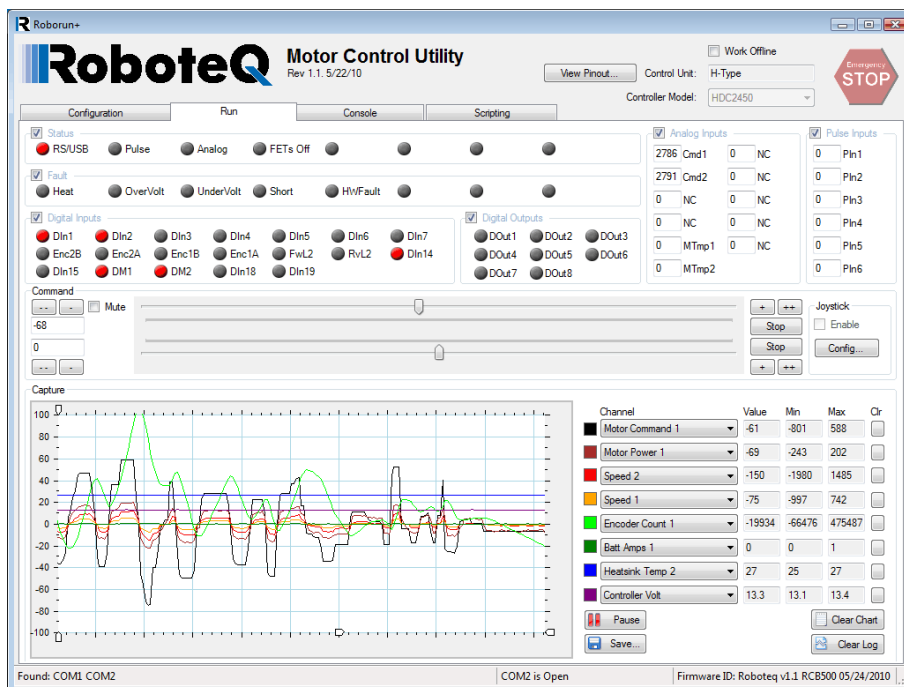 Roborun+
RoboteQ
Motor Control Utility
Rev 1.1. 5/22/10
Work Offline
View Pinout...
Control Unit: H-Type
Controller Model: HDC2450
Emergency
STOP
Configuration Run Console Scripting
Status
RS/USB Pulse Analog FETs Off
Fault
Heat OverVolt UnderVolt Short HWFault
Digital Inputs
DIn1 DIn2 DIn3 DIn4 DIn5 DIn6 DIn7
Enc2B Enc2A Enc1B Enc1A FwL2 RvL2 DIn14
DIn15 DM1 DM2 DIn18 DIn19
Digital Outputs
DOut1 DOut2 DOut3
DOut4 DOut5 DOut6
DOut7 DOut8
Analog Inputs
2786 Cmd1 0 NC
2791 Cmd2 0 NC
0 NC 0 NC
0 NC 0 NC
0 MTmp1 0 NC
0 MTmp2
Pulse Inputs
0 PIn1
0 PIn2
0 PIn3
0 PIn4
0 PIn5
0 PIn6
Command
-- - Mute
-68
0
-- -
+ ++
Stop
Stop
+ ++
Joystick
Enable
Config...
Capture
100
80
60
40
20
0
-20
-40
-60
-80
-100
Channel Value Min Max Clr
Motor Command 1 -61 -801 588
Motor Power 1 -69 -243 202
Speed 2 -150 -1980 1485
Speed 1 -75 -997 742
Encoder Count 1 -19934 -66476 475487
Batt Amps 1 0 0 1
Heatsink Temp 2 27 25 27
Controller Volt 13.3 13.1 13.4
Pause Clear Chart
Save... Clear Log
Found: COM1 COM2
COM2 is Open
Firmware ID: Roboteq v1.1 RCB500 05/24/2010